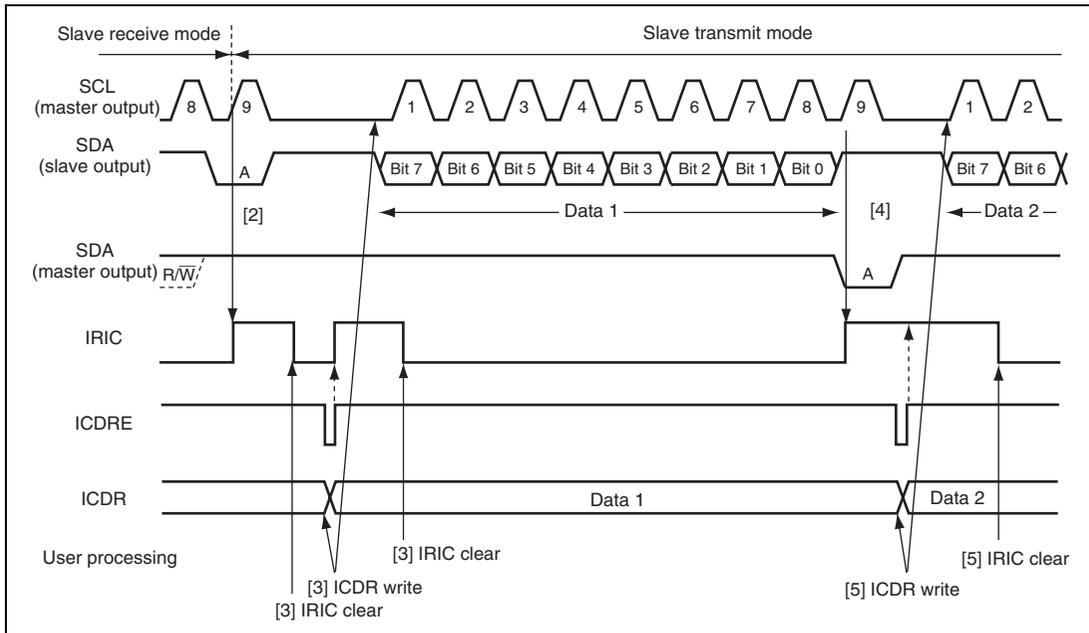 Slave receive mode
Slave transmit mode
SCL
(master output)
8 9 1 2 3 4 5 6 7 8 9 1 2
SDA
(slave output)
A
Bit 7 Bit 6 Bit 5 Bit 4 Bit 3 Bit 2 Bit 1 Bit 0 Bit 7 Bit 6
[2]
Data 1
[4]
Data 2
SDA
(master output)
R/W̅
A
IRIC
ICDRE
ICDR
Data 1
Data 2
User processing
[3] IRIC clear
[5] IRIC clear
[3] ICDR write
[5] ICDR write
[3] IRIC clear